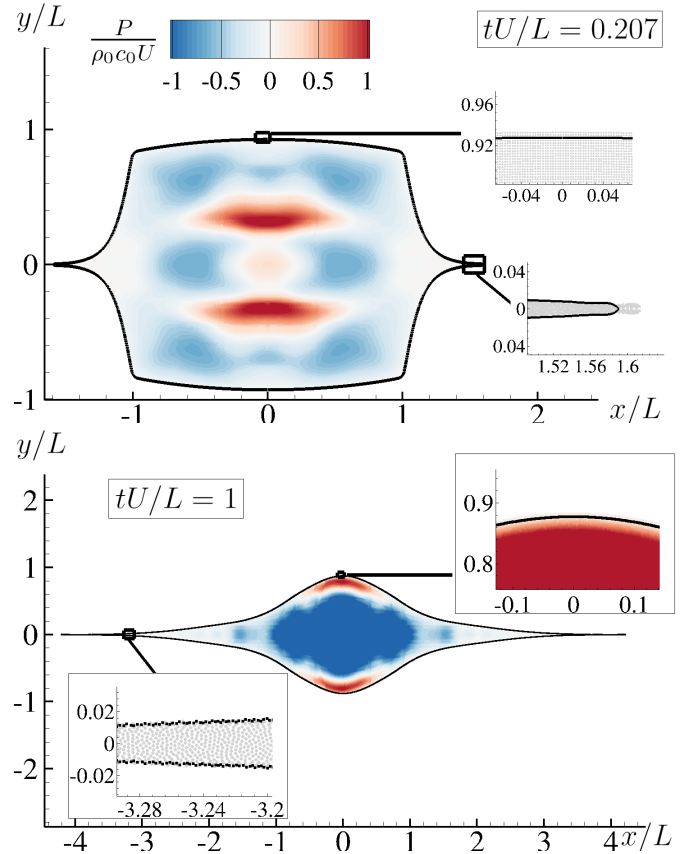 y/L
P
ρ₀c₀U
-1 -0.5 0 0.5 1
tU/L = 0.207
0.96
0.92
-0.04 0 0.04
1
0
-1
0.04
0
0.04
1.52 1.56 1.6
-1 0 1 2 x/L
y/L
tU/L = 1
0.9
0.8
-0.1 0 0.1
2
1
0
-1
-2
0.02
0
-0.02
-3.28 -3.24 -3.2
-4 -3 -2 -1 0 1 2 3 4 x/L